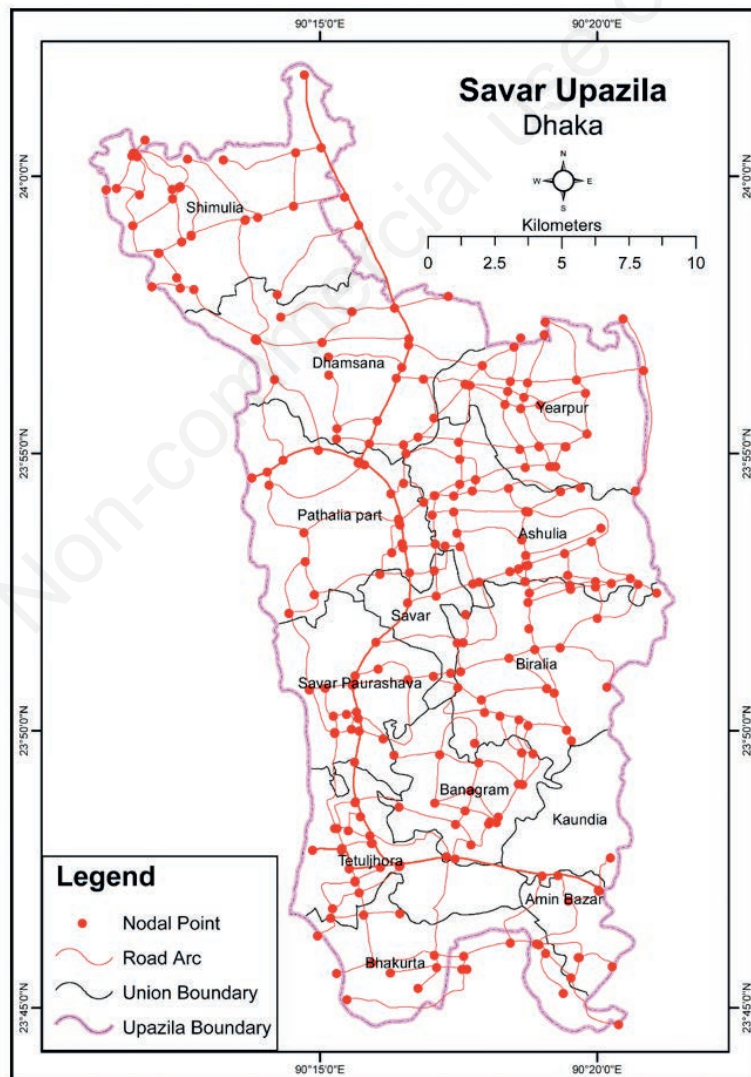 Non-commercial use o
90°15'0"E
90°20'0"E
Savar Upazila
Dhaka
N
W
E
S
Kilometers
0 2.5 5 7.5 10
24°0'0"N
24°0'0"N
Shimulia
Dhamsana
Yearpur
23°55'0"N
23°55'0"N
Pathalia part
Ashulia
Savar
Biralia
Savar Paurashava
23°50'0"N
23°50'0"N
Banagram
Kaundia
Tetuljhora
Amin Bazar
Bhakurta
Legend
Nodal Point
Road Arc
Union Boundary
Upazila Boundary
23°45'0"N
23°45'0"N
90°15'0"E
90°20'0"E